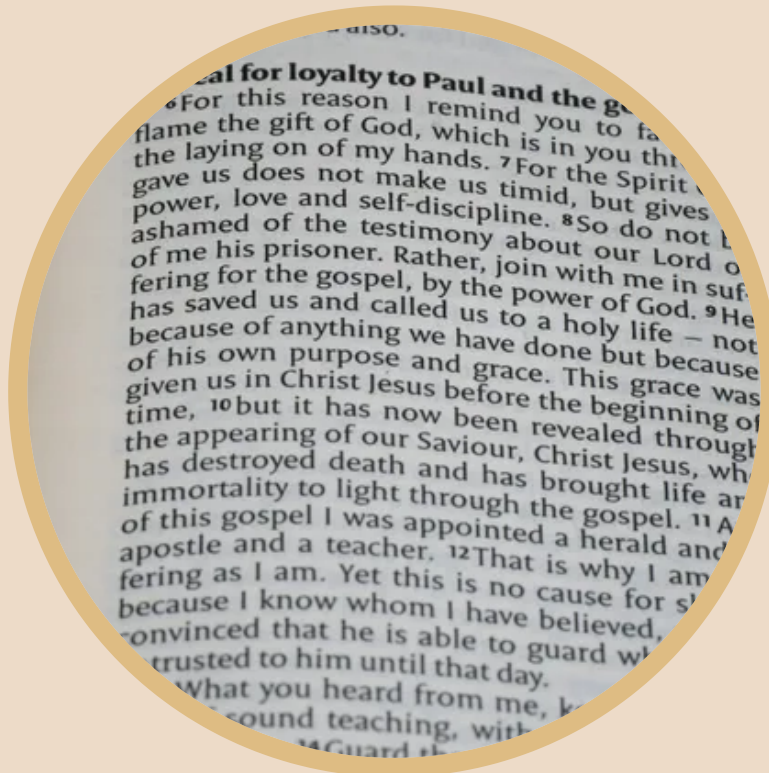 also.
for loyalty to Paul and the
⁶For this reason I remind you to
flame the gift of God, which is in you
the laying on of my hands. ⁷For the Spirit
gave us does not make us timid, but gives
power, love and self-discipline. ⁸So do not
ashamed of the testimony about our Lord
of me his prisoner. Rather, join with me in suf-
fering for the gospel, by the power of God. ⁹He
has saved us and called us to a holy life – not
because of anything we have done but because
of his own purpose and grace. This grace was
given us in Christ Jesus before the beginning of
time, ¹⁰but it has now been revealed through
the appearing of our Saviour, Christ Jesus,
has destroyed death and has brought life
immortality to light through the gospel. ¹¹
of this gospel I was appointed a herald and
apostle and a teacher. ¹²That is why I am
fering as I am. Yet this is no cause for
because I know whom I have believed,
convinced that he is able to guard
trusted to him until that day.
What you heard from me,
sound teaching, with
¹⁴Guard